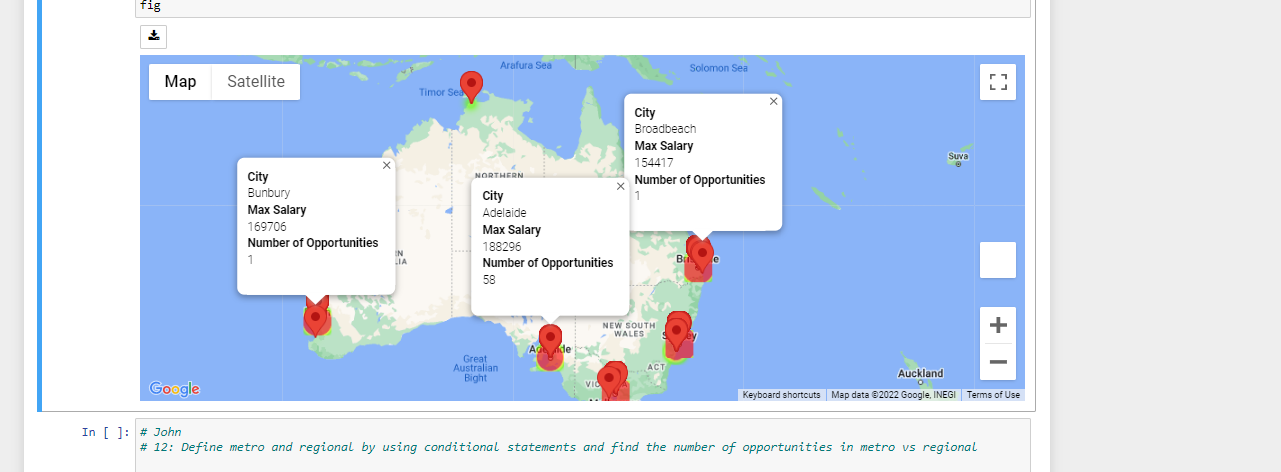 fig
Map
Satellite
Arafura Sea
Solomon Sea
Timor Sea
City
Broadbeach
Max Salary
154417
Number of Opportunities
1
Suva
City
Bunbury
Max Salary
169706
Number of Opportunities
1
NORTHERN
City
Adelaide
Max Salary
188296
Number of Opportunities
58
NEW SOUTH
WALES
ACT
Great
Australian
Bight
Auckland
Google
Keyboard shortcuts
Map data ©2022 Google, INEGI
Terms of Use
In [ ]:
# John
# 12: Define metro and regional by using conditional statements and find the number of opportunities in metro vs regional